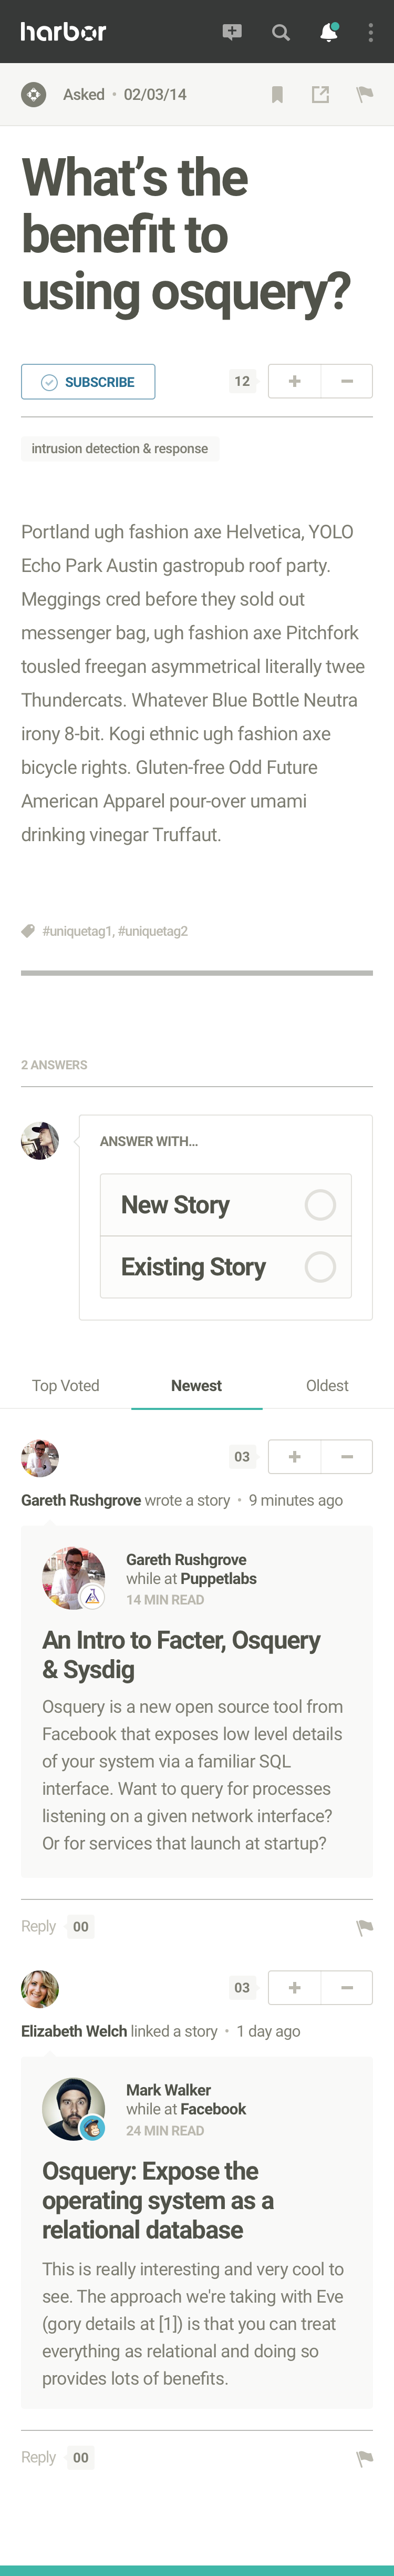 harbor
Asked • 02/03/14
What’s the
benefit to
using osquery?
SUBSCRIBE
12
+ −
intrusion detection & response
Portland ugh fashion axe Helvetica, YOLO
Echo Park Austin gastropub roof party.
Meggings cred before they sold out
messenger bag, ugh fashion axe Pitchfork
tousled freegan asymmetrical literally twee
Thundercats. Whatever Blue Bottle Neutra
irony 8-bit. Kogi ethnic ugh fashion axe
bicycle rights. Gluten-free Odd Future
American Apparel pour-over umami
drinking vinegar Truffaut.
#uniquetag1, #uniquetag2
2 ANSWERS
ANSWER WITH...
New Story
Existing Story
Top Voted Newest Oldest
03
+ −
Gareth Rushgrove wrote a story • 9 minutes ago
Gareth Rushgrove
while at Puppetlabs
14 MIN READ
An Intro to Facter, Osquery
& Sysdig
Osquery is a new open source tool from
Facebook that exposes low level details
of your system via a familiar SQL
interface. Want to query for processes
listening on a given network interface?
Or for services that launch at startup?
Reply 00
03
+ −
Elizabeth Welch linked a story • 1 day ago
Mark Walker
while at Facebook
24 MIN READ
Osquery: Expose the
operating system as a
relational database
This is really interesting and very cool to
see. The approach we're taking with Eve
(gory details at [1]) is that you can treat
everything as relational and doing so
provides lots of benefits.
Reply 00